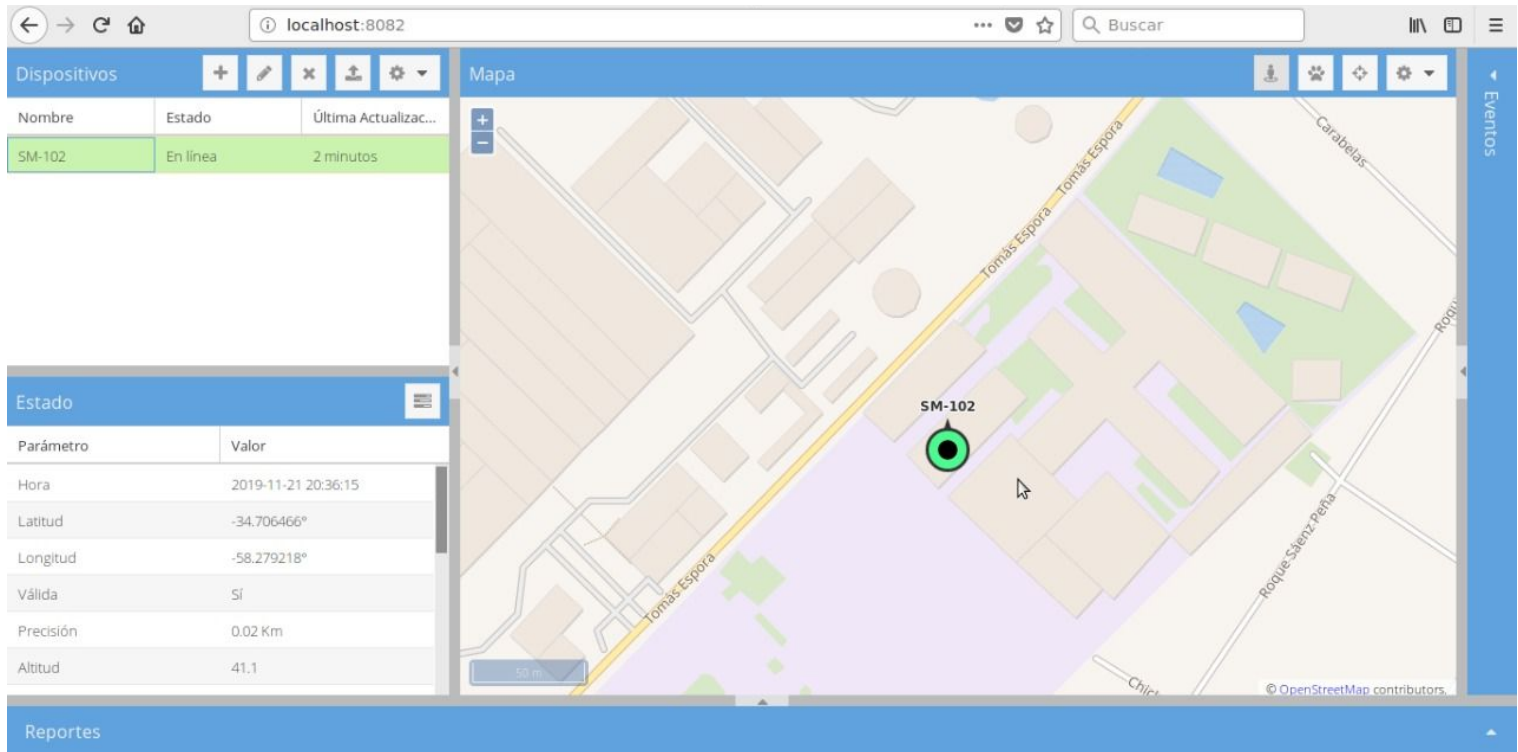 localhost:8082
Buscar
Dispositivos
Nombre Estado Última Actualizac...
SM-102 En línea 2 minutos
Estado
Parámetro Valor
Hora 2019-11-21 20:36:15
Latitud -34.706466°
Longitud -58.279218°
Válida Sí
Precisión 0.02 Km
Altitud 41.1
Mapa
Carabelas
Tomás Espora
Tomás Espora
Roqu
SM-102
Roque Sáenz Peña
Tomás Espora
50 m
© OpenStreetMap contributors.
Eventos
Reportes